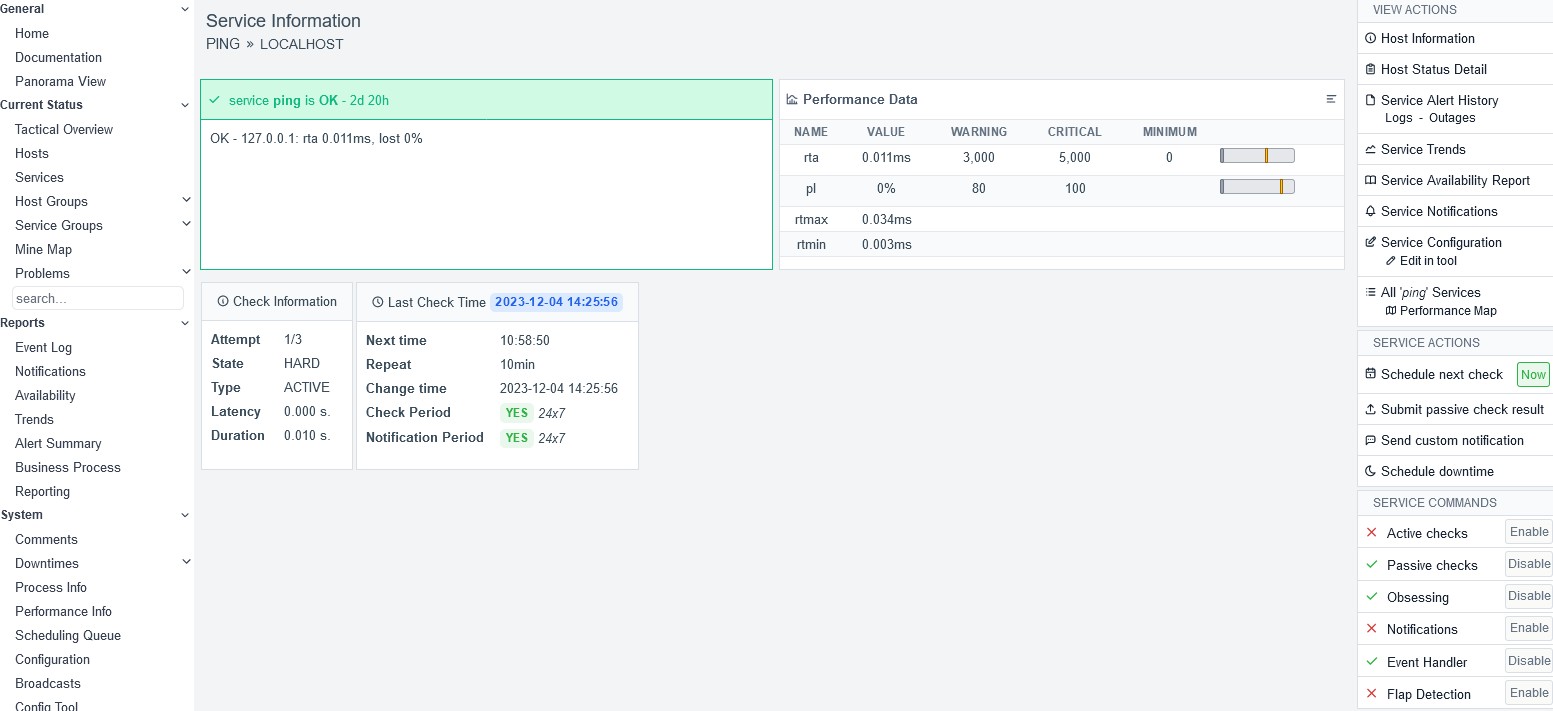 General
Home
Documentation
Panorama View
Current Status
Tactical Overview
Hosts
Services
Host Groups
Service Groups
Mine Map
Problems
search...
Reports
Event Log
Notifications
Availability
Trends
Alert Summary
Business Process
Reporting
System
Comments
Downtimes
Process Info
Performance Info
Scheduling Queue
Configuration
Broadcasts
Config Tool
Service Information
PING » LOCALHOST
service ping is OK - 2d 20h
OK - 127.0.0.1: rta 0.011ms, lost 0%
Performance Data
NAME VALUE WARNING CRITICAL MINIMUM
rta 0.011ms 3,000 5,000 0
pl 0% 80 100
rtmax 0.034ms
rtmin 0.003ms
Check Information
Attempt 1/3
State HARD
Type ACTIVE
Latency 0.000 s.
Duration 0.010 s.
Last Check Time 2023-12-04 14:25:56
Next time 10:58:50
Repeat 10min
Change time 2023-12-04 14:25:56
Check Period YES 24x7
Notification Period YES 24x7
VIEW ACTIONS
Host Information
Host Status Detail
Service Alert History
Logs - Outages
Service Trends
Service Availability Report
Service Notifications
Service Configuration
Edit in tool
All 'ping' Services
Performance Map
SERVICE ACTIONS
Schedule next check Now
Submit passive check result
Send custom notification
Schedule downtime
SERVICE COMMANDS
Active checks Enable
Passive checks Disable
Obsessing Disable
Notifications Enable
Event Handler Disable
Flap Detection Enable